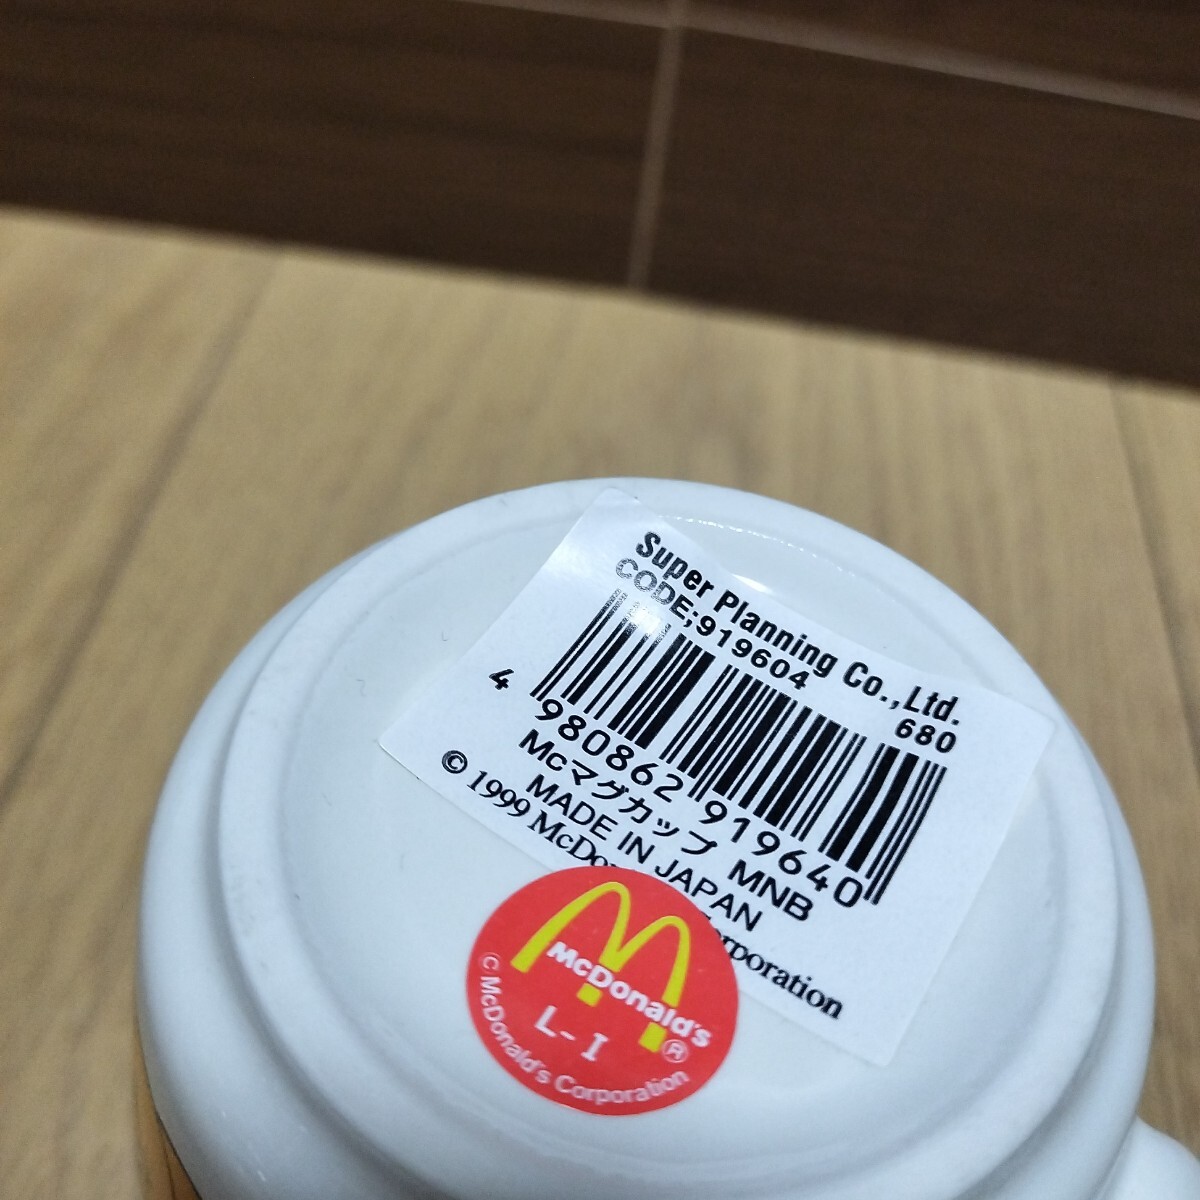 Super Planning Co.,Ltd.
CODE;919604 680
4 980862 919640
Mcマグカップ MNB
MADE IN JAPAN
© 1999 McDo rporation
McDonald's ®
L-I
© McDonald's Corporation